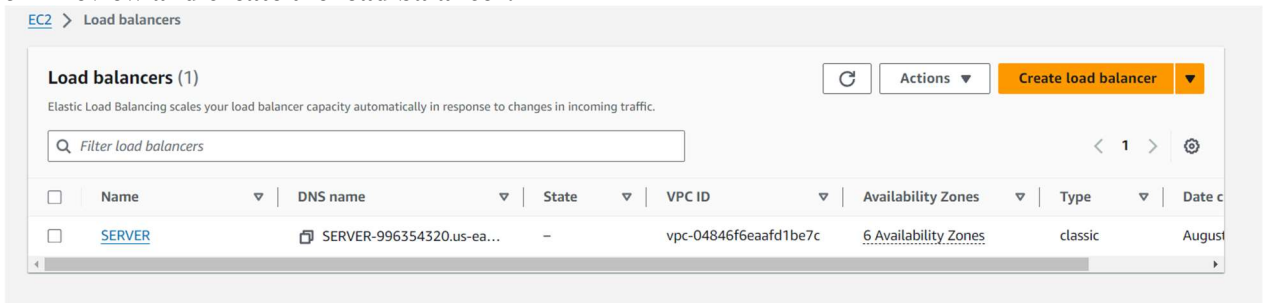 EC2 > Load balancers
Load balancers (1)
Actions
Create load balancer
Elastic Load Balancing scales your load balancer capacity automatically in response to changes in incoming traffic.
Filter load balancers
< 1 >
Name DNS name State VPC ID Availability Zones Type Date c
SERVER SERVER-996354320.us-ea... – vpc-04846f6eaafd1be7c 6 Availability Zones classic August